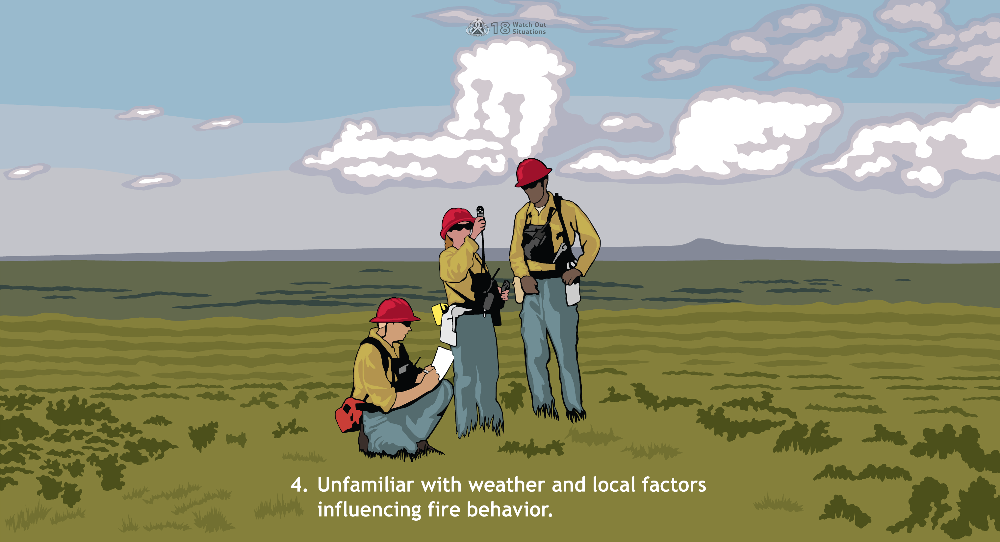 18 Watch Out
Situations
4. Unfamiliar with weather and local factors
influencing fire behavior.